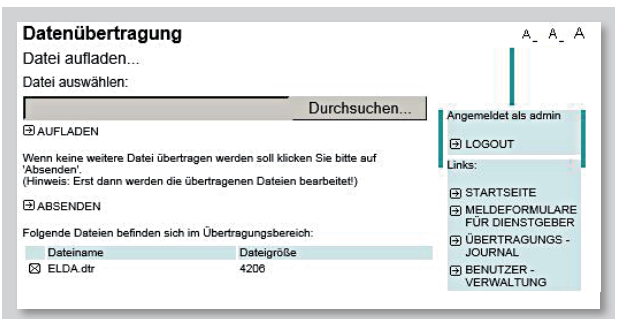 Datenübertragung
A_ A_ A
Datei aufladen...
Datei auswählen:
Durchsuchen...
AUFLADEN
Wenn keine weitere Datei übertragen werden soll klicken Sie bitte auf
'Absenden'.
(Hinweis: Erst dann werden die übertragenen Dateien bearbeitet!)
ABSENDEN
Folgende Dateien befinden sich im Übertragungsbereich:
Dateiname Dateigröße
ELDA.dtr 4206
Angemeldet als admin
LOGOUT
Links:
STARTSEITE
MELDEFORMULARE
FÜR DIENSTGEBER
ÜBERTRAGUNGS -
JOURNAL
BENUTZER -
VERWALTUNG